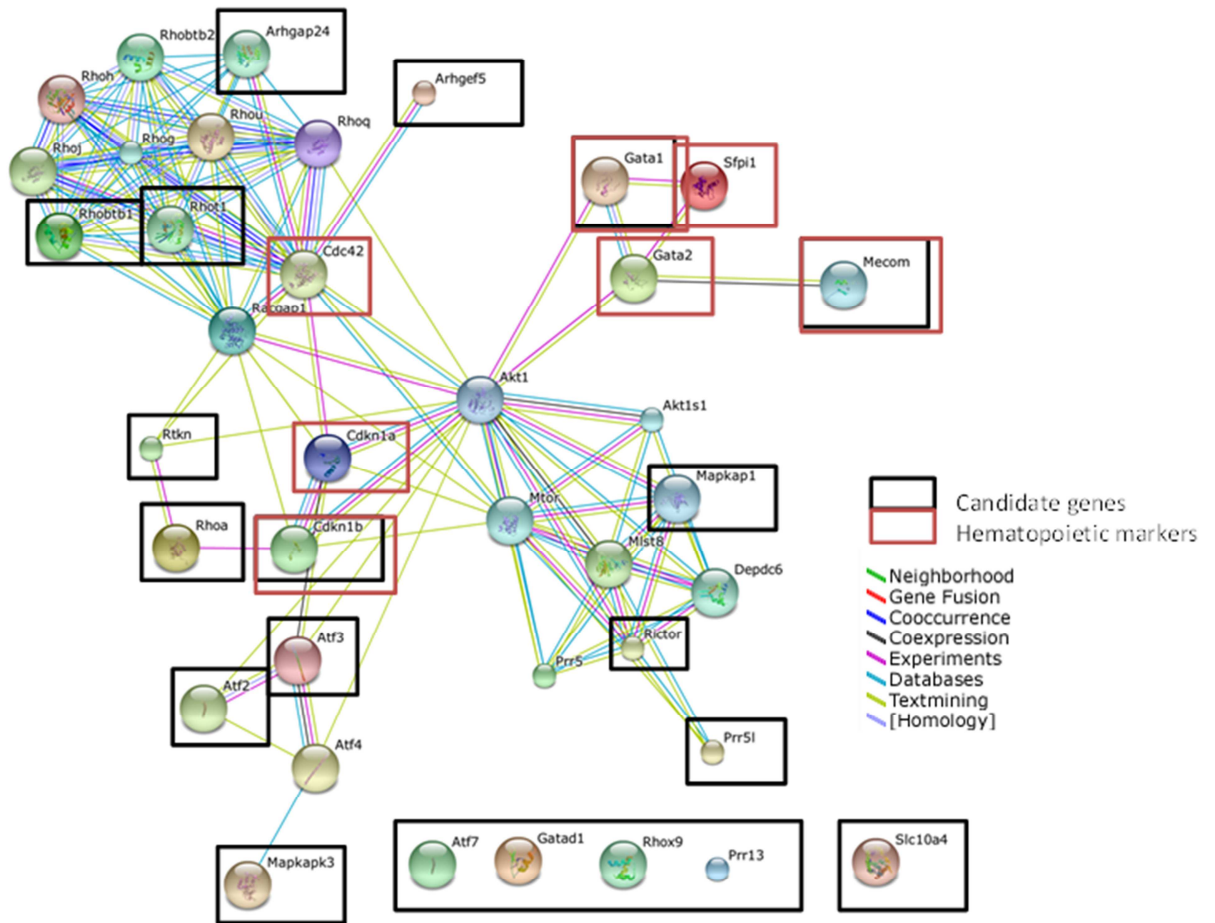 Rhobtb2
Arhgap24
Rhoh
Arhgef5
Rhou
Rhoq
Rhog
Rhoj
Gata1
Sfpi1
Rhobtb1
Rhot1
Cdc42
Gata2
Mecom
Racgap1
Akt1
Akt1s1
Rtkn
Cdkn1a
Mapkap1
Mtor
Candidate genes
Rhoa
Cdkn1b
Hematopoietic markers
Mlst8
Depdc6
Neighborhood
Gene Fusion
Cooccurrence
Coexpression
Experiments
Databases
Textmining
[Homology]
Atf3
Rictor
Prr5
Atf2
Atf4
Prr5l
Mapkapk3
Atf7
Gatad1
Rhox9
Prr13
Slc10a4